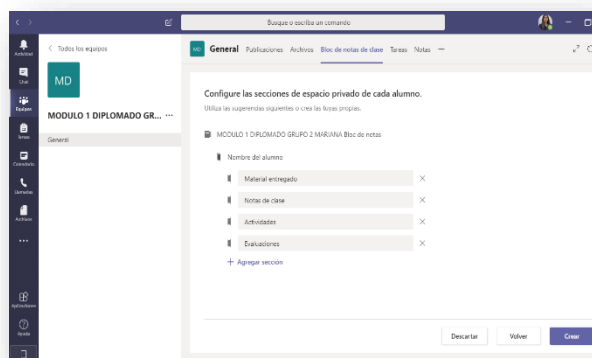 Busque o escriba un comando
Actividad
Chat
Equipos
Tareas
Calendario
Llamadas
Archivos
Aplicaciones
Ayuda
Todos los equipos
MD
MODULO 1 DIPLOMADO GR...
General
MD General Publicaciones Archivos Bloc de notas de clase Tareas Notas
Configure las secciones de espacio privado de cada alumno.
Utiliza las sugerencias siguientes o crea las tuyas propias.
MODULO 1 DIPLOMADO GRUPO 2 MARIANA Bloc de notas
Nombre del alumno
Material entregado
Notas de clase
Actividades
Evaluaciones
+ Agregar sección
Descartar Volver Crear